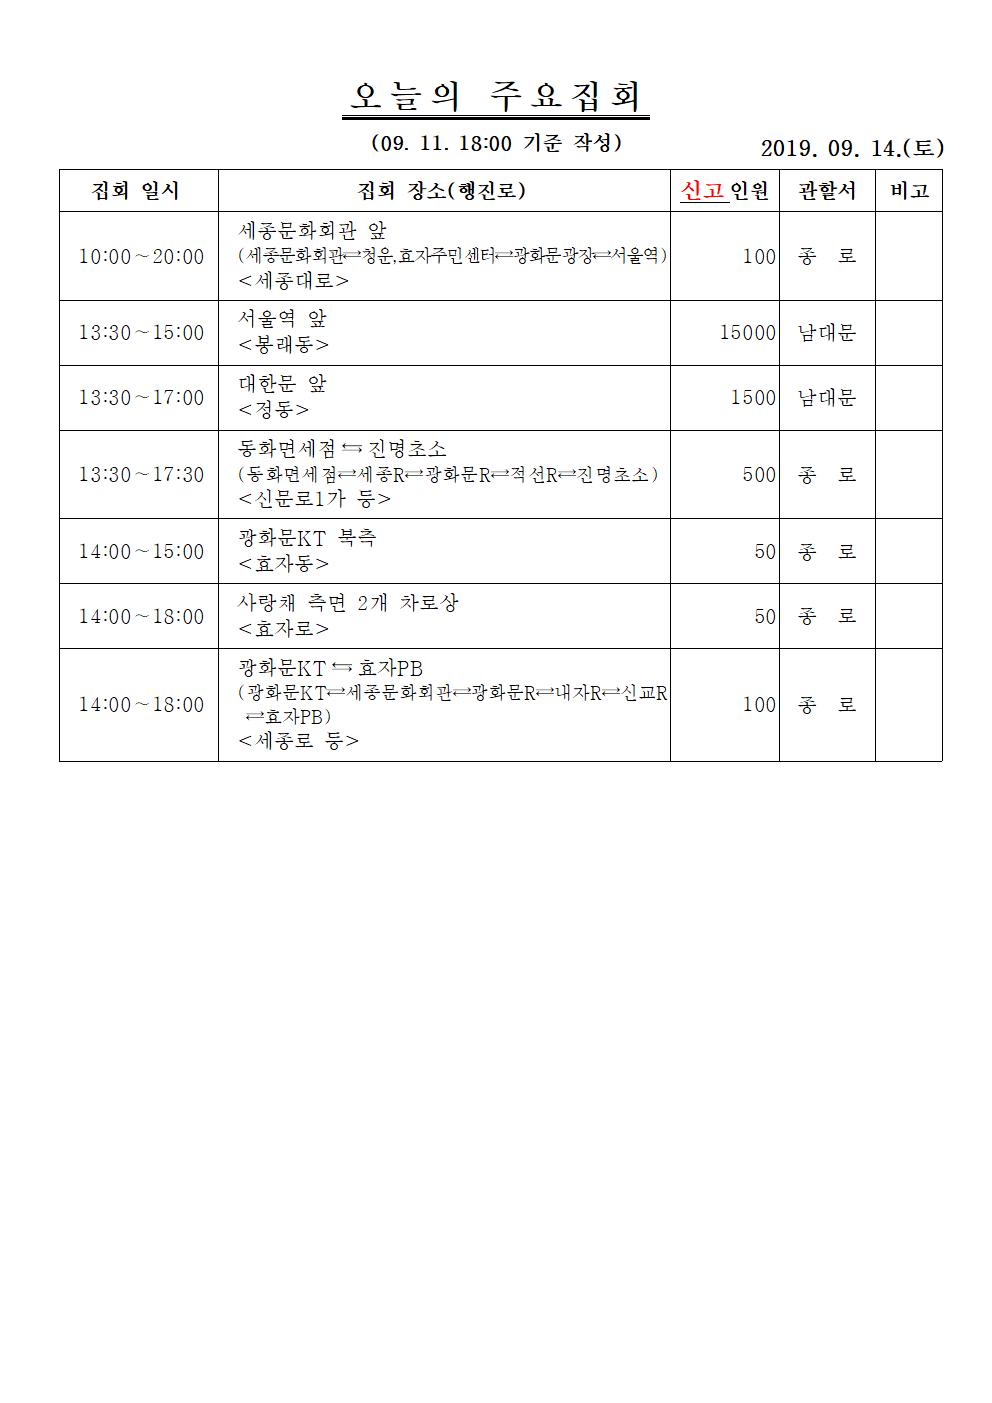 오늘의 주요집회
(09. 11. 18:00 기준 작성)
2019. 09. 14.(토)
집회 일시 집회 장소(행진로) 신고인원 관할서 비고
세종문화회관 앞
10:00~20:00 (세종문화회관⇄청운,효자주민센터⇄광화문광장⇄서울역) 100 종 로
<세종대로>
서울역 앞
13:30~15:00 15000 남대문
<봉래동>
대한문 앞
13:30~17:00 1500 남대문
<정동>
동화면세점⇆진명초소
13:30~17:30 (동화면세점⇄세종R⇄광화문R⇄적선R⇄진명초소) 500 종 로
<신문로1가 등>
광화문KT 북측
14:00~15:00 50 종 로
<효자동>
사랑채 측면 2개 차로상
14:00~18:00 50 종 로
<효자로>
광화문KT⇆효자PB
(광화문KT⇄세종문화회관⇄광화문R⇄내자R⇄신교R
14:00~18:00 100 종 로
⇄효자PB)
<세종로 등>